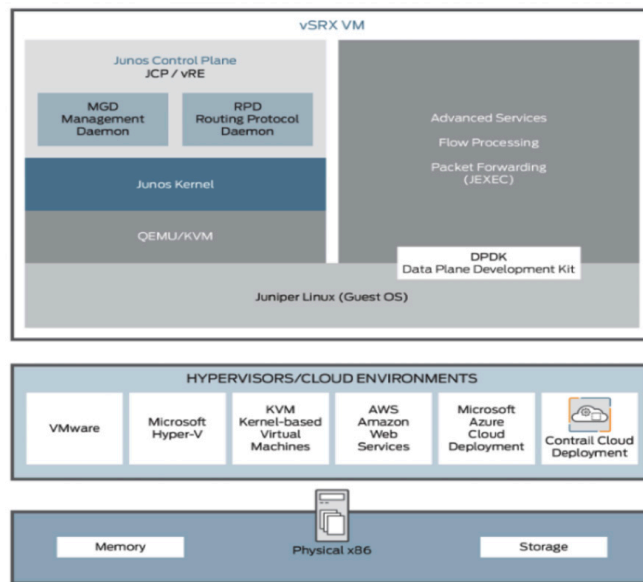 vSRX VM
Junos Control Plane
JCP / vRE
MGD
Management
Daemon
RPD
Routing Protocol
Daemon
Junos Kernel
QEMU/KVM
Advanced Services
Flow Processing
Packet Forwarding
(JEXEC)
DPDK
Data Plane Development Kit
Juniper Linux (Guest OS)
HYPERVISORS/CLOUD ENVIRONMENTS
VMware
Microsoft
Hyper-V
KVM
Kernel-based
Virtual
Machines
AWS
Amazon
Web
Services
Microsoft
Azure
Cloud
Deployment
Contrail Cloud
Deployment
Memory
Physical x86
Storage